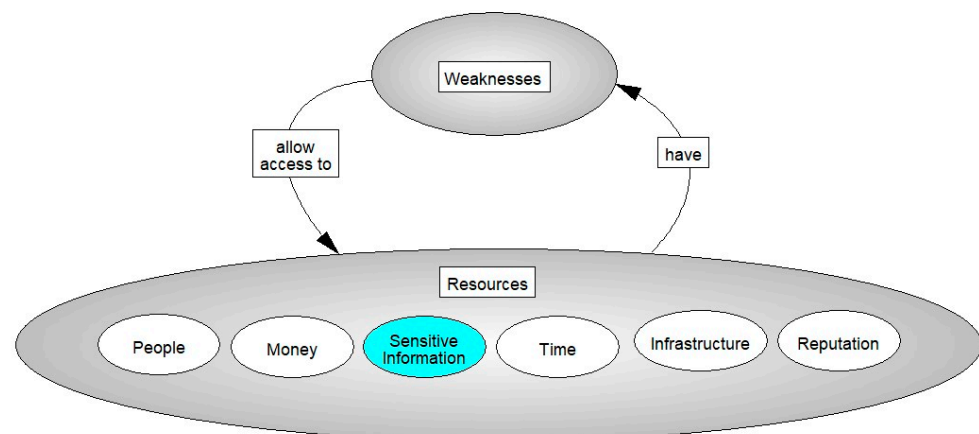 Weaknesses
allow
access to
have
Resources
People
Money
Sensitive
Information
Time
Infrastructure
Reputation